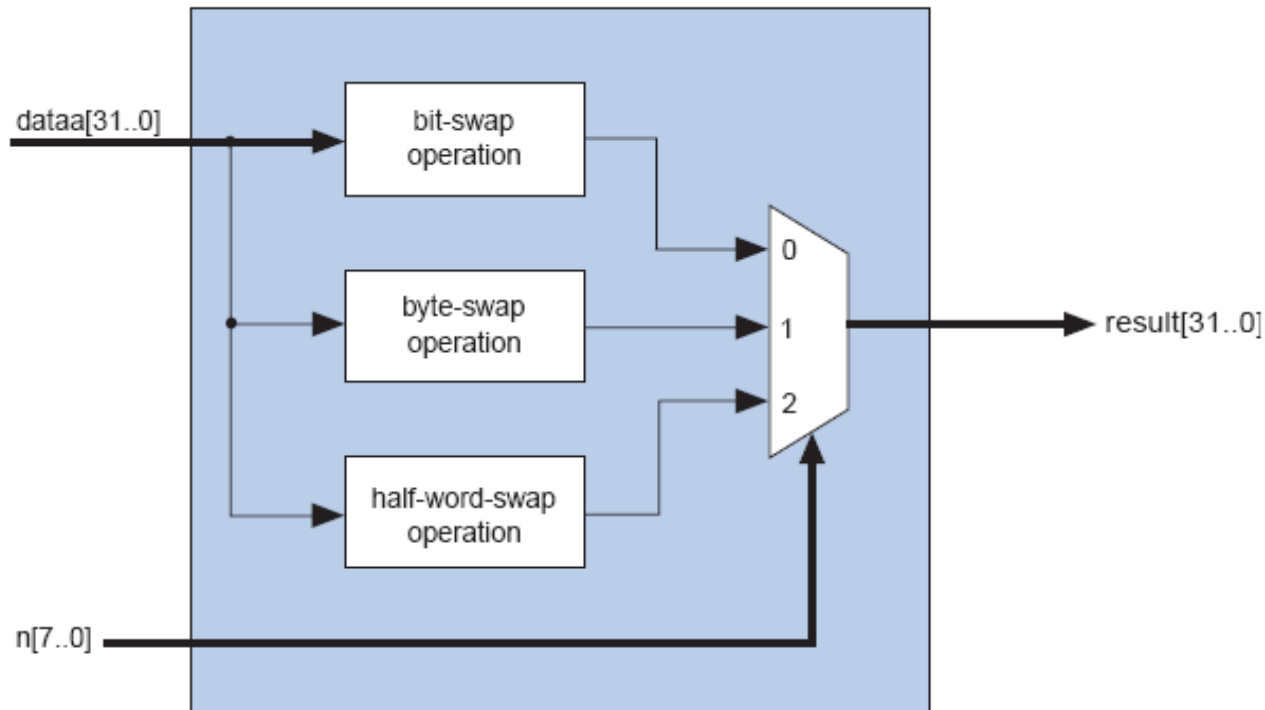 dataa[31..0]
bit-swap
operation
0
byte-swap
operation
1
result[31..0]
2
half-word-swap
operation
n[7..0]